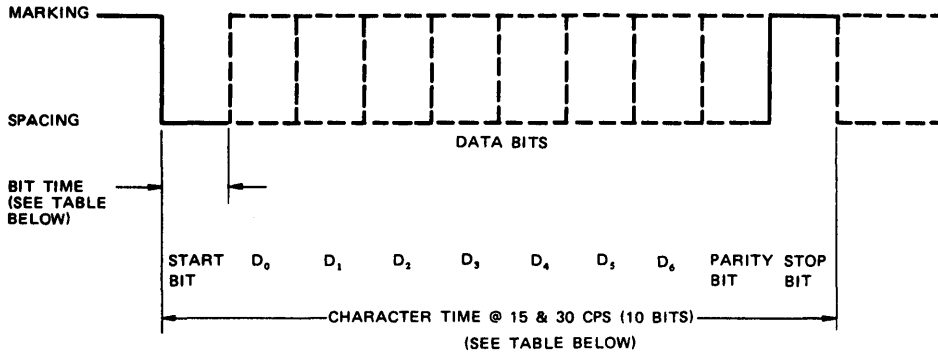 MARKING
SPACING
DATA BITS
BIT TIME
(SEE TABLE
BELOW)
START
BIT
D₀
D₁
D₂
D₃
D₄
D₅
D₆
PARITY
BIT
STOP
BIT
CHARACTER TIME @ 15 & 30 CPS (10 BITS)
(SEE TABLE BELOW)